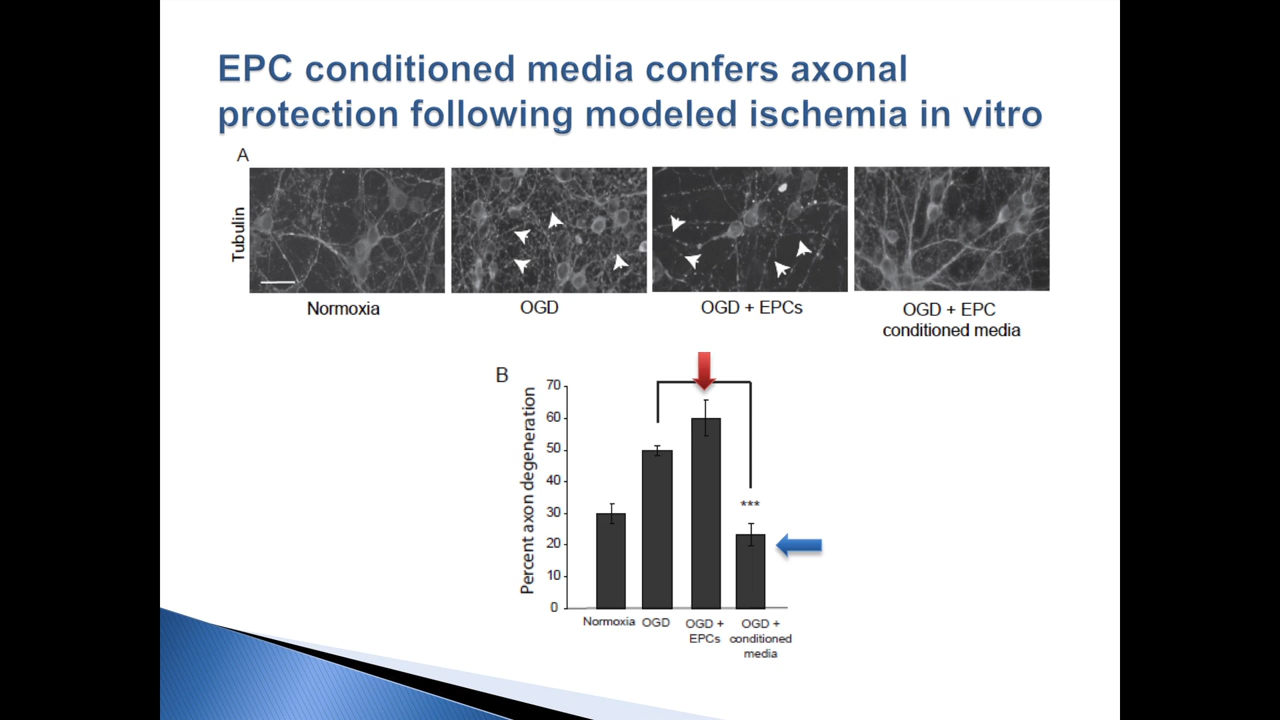 EPC conditioned media confers axonal
protection following modeled ischemia in vitro
A
Tubulin
Normoxia
OGD
OGD + EPCs
OGD + EPC
conditioned media
B
Percent axon degeneration
70
60
50
40
30
20
10
0
***
Normoxia
OGD
OGD +
EPCs
OGD +
conditioned
media